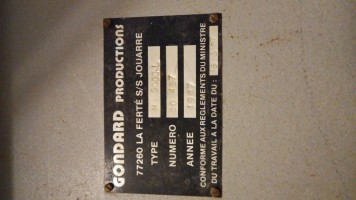 GONDARD PRODUCTIONS
77260 LA FERTÉ S/S JOUARRE
TYPE
NUMERO
ANNEE 1987
CONFORME AUX REGLEMENTS DU MINISTRE
DU TRAVAIL A LA DATE DU :